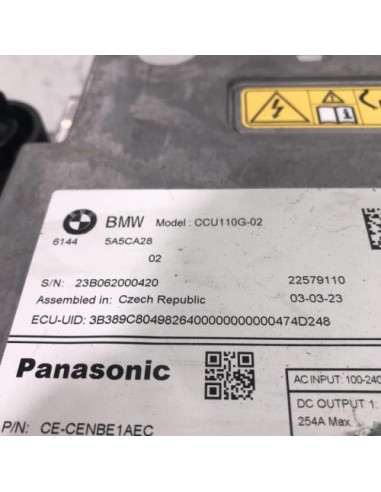 BMW Model : CCU110G-02
6144 5A5CA28
02
S/N: 23B062000420 22579110
Assembled in: Czech Republic 03-03-23
ECU-UID: 3B389C8049826400000000000474D248
Panasonic
AC INPUT: 100-240
DC OUTPUT 1:
254A Max.
P/N: CE-CENBE1AEC